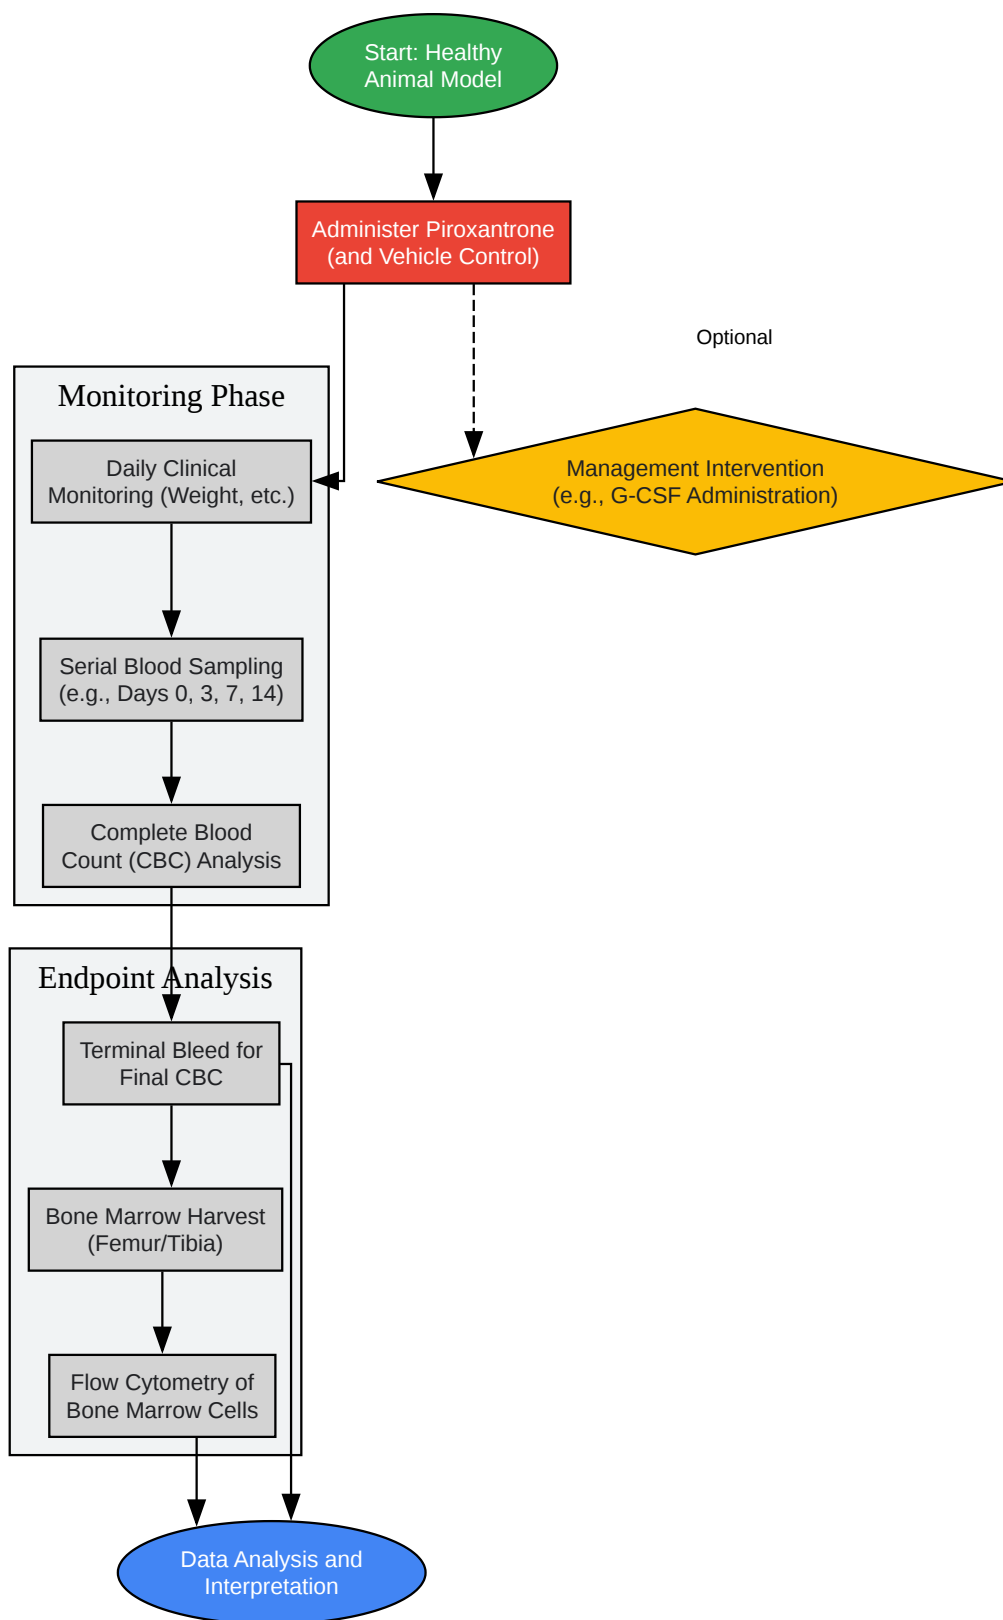 Start: Healthy
Animal Model
Administer Piroxantrone
(and Vehicle Control)
Optional
Monitoring Phase
Daily Clinical
Monitoring (Weight, etc.)
Management Intervention
(e.g., G-CSF Administration)
Serial Blood Sampling
(e.g., Days 0, 3, 7, 14)
Complete Blood
Count (CBC) Analysis
Endpoint Analysis
Terminal Bleed for
Final CBC
Bone Marrow Harvest
(Femur/Tibia)
Flow Cytometry of
Bone Marrow Cells
Data Analysis and
Interpretation